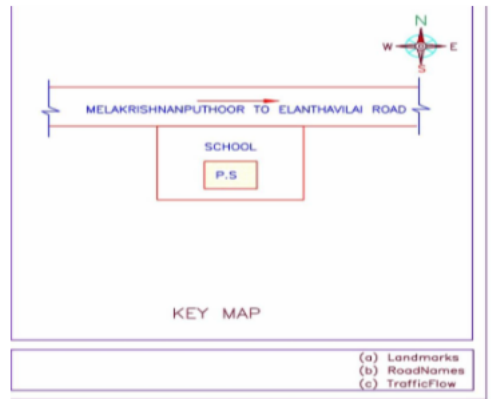 N
W E
S
MELAKRISHNANPUTHOOR TO ELANTHAVILAI ROAD
SCHOOL
P.S
KEY MAP
(a) Landmarks
(b) RoadNames
(c) TrafficFlow